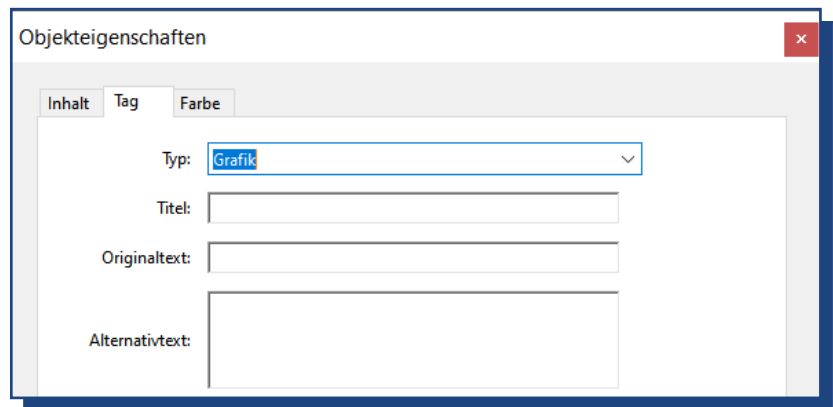 Objekteigenschaften
Inhalt Tag Farbe
Typ: Grafik
Titel:
Originaltext:
Alternativtext: